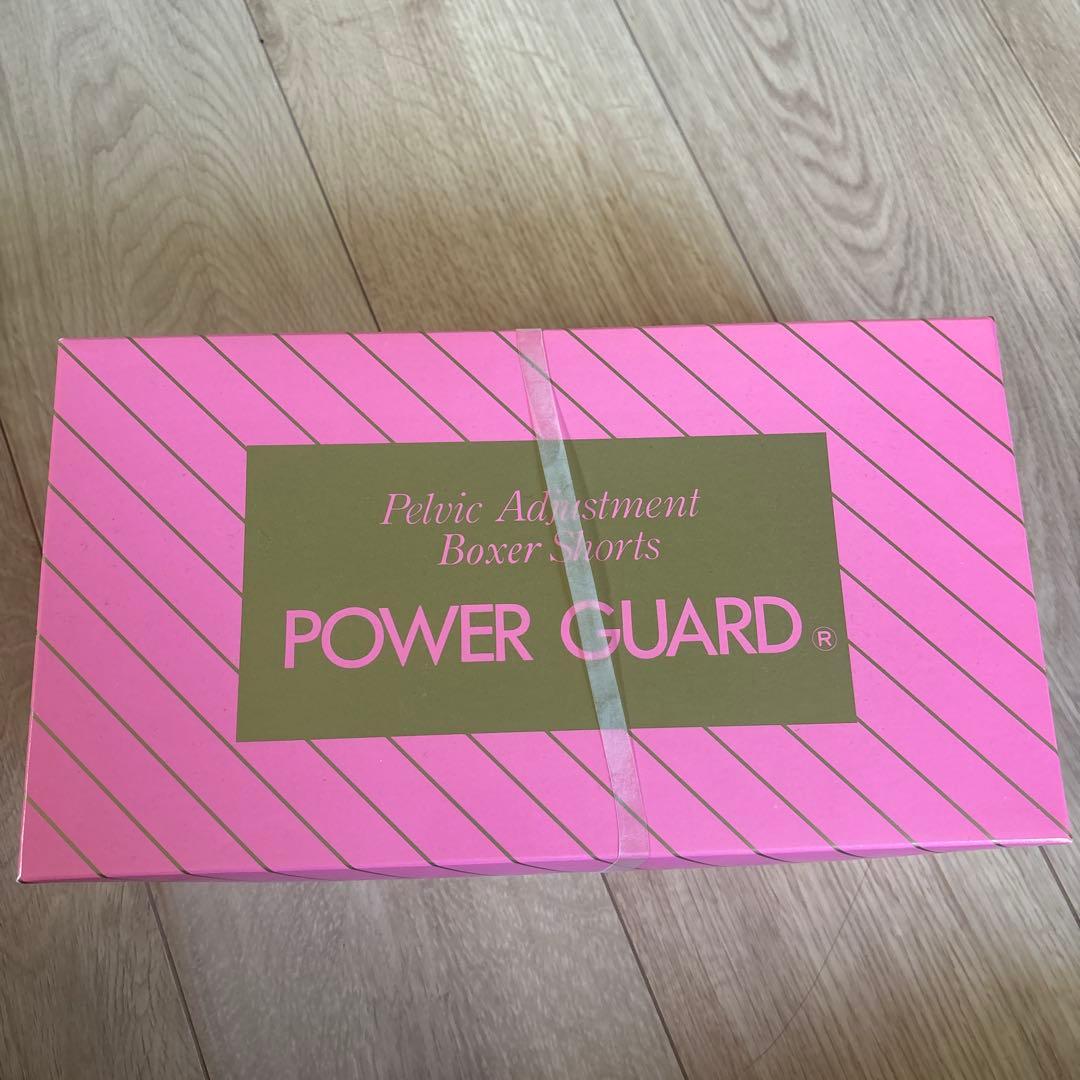 Pelvic Adjustment
Boxer Shorts
POWER GUARD®